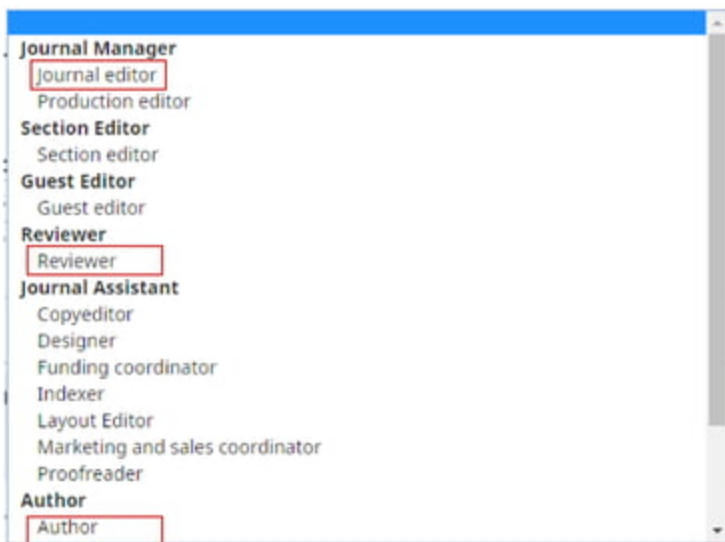 Journal Manager
Journal editor
Production editor
Section Editor
Section editor
Guest Editor
Guest editor
Reviewer
Reviewer
Journal Assistant
Copyeditor
Designer
Funding coordinator
Indexer
Layout Editor
Marketing and sales coordinator
Proofreader
Author
Author